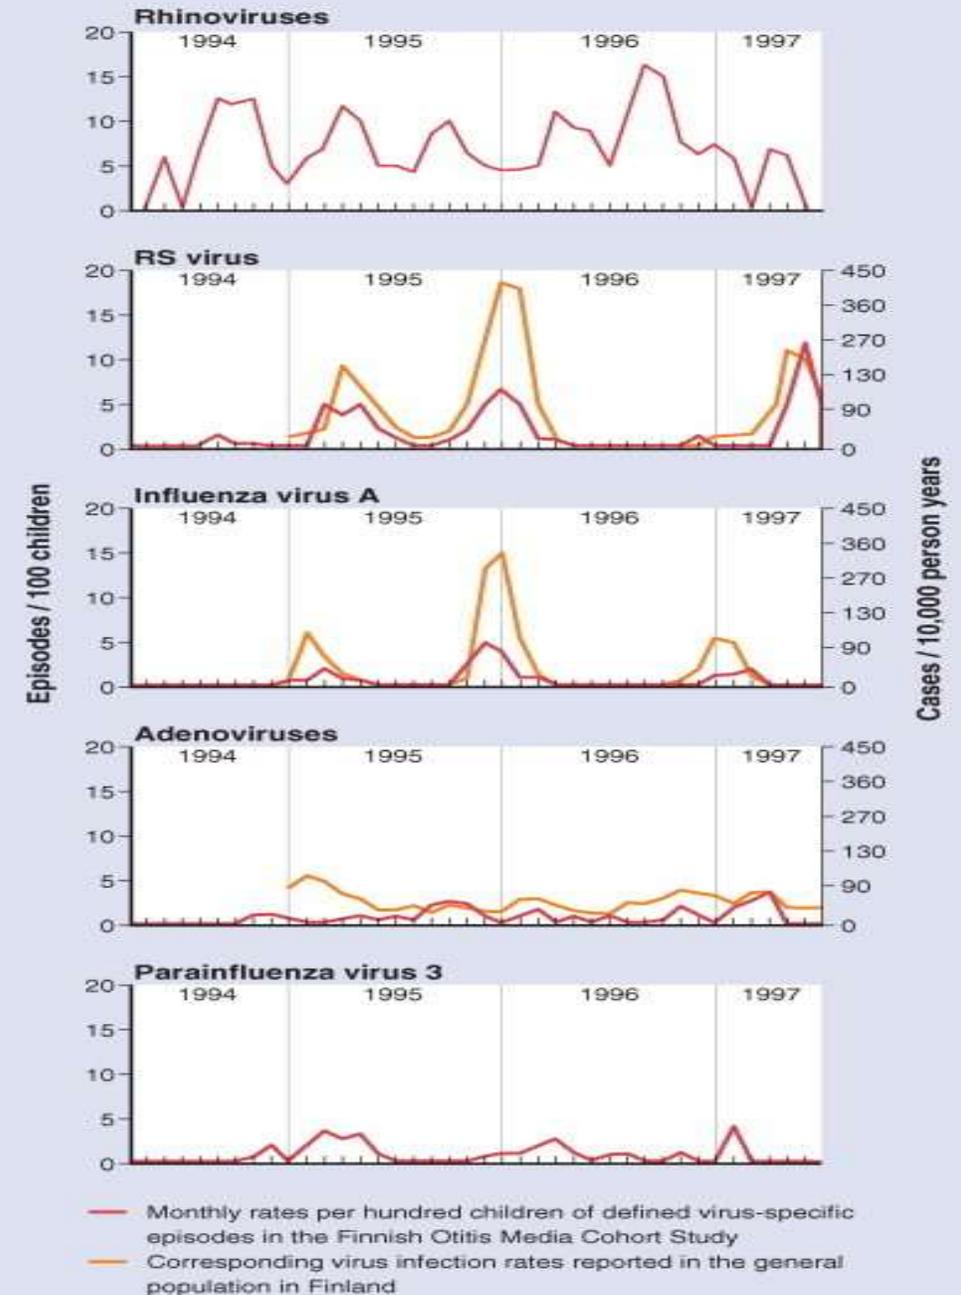 Rhinoviruses
20
1994 1995 1996 1997
15
10
5
0
RS virus
20 450
1994 1995 1996 1997
360
15
270
10
130
5 90
0 0
Influenza virus A
20 450
1994 1995 1996 1997
360
15
270
10
130
5 90
0 0
Adenoviruses
20 450
1994 1995 1996 1997
360
15
270
10
130
5 90
0 0
Parainfluenza virus 3
20
1994 1995 1996 1997
15
10
5
0
Episodes / 100 children
Cases / 10,000 person years
Monthly rates per hundred children of defined virus-specific
episodes in the Finnish Otitis Media Cohort Study
Corresponding virus infection rates reported in the general
population in Finland